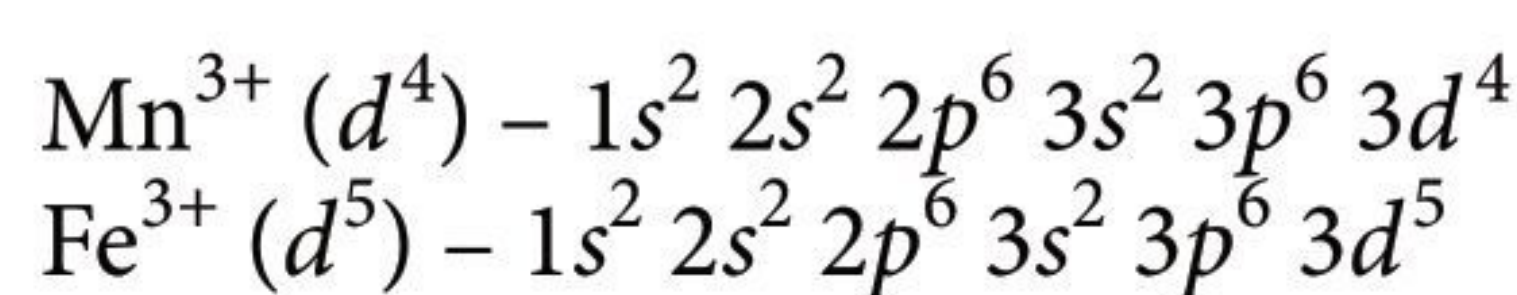 Mn³⁺ (d⁴) – 1s² 2s² 2p⁶ 3s² 3p⁶ 3d⁴
Fe³⁺ (d⁵) – 1s² 2s² 2p⁶ 3s² 3p⁶ 3d⁵